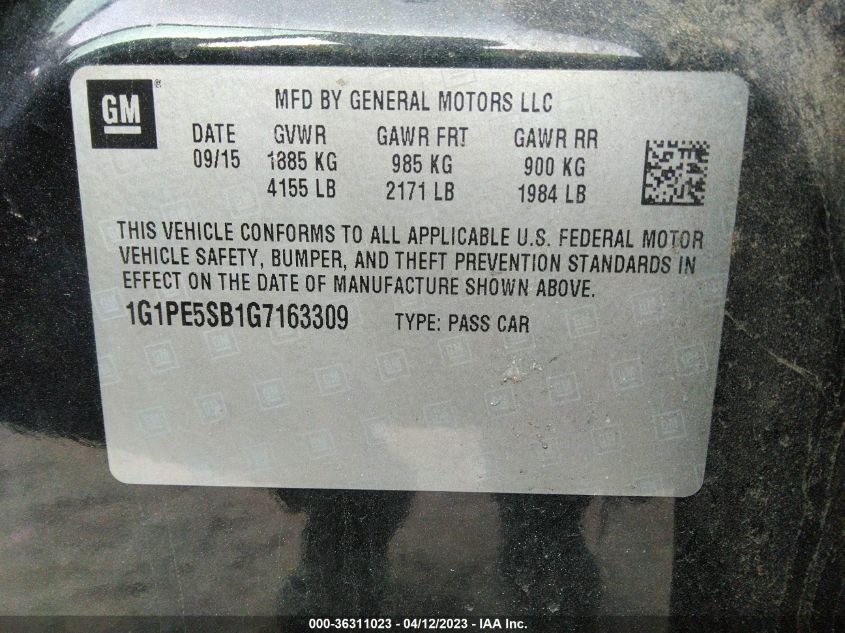 GM
MFD BY GENERAL MOTORS LLC
DATE GVWR GAWR FRT GAWR RR
09/15 1885 KG 985 KG 900 KG
4155 LB 2171 LB 1984 LB
THIS VEHICLE CONFORMS TO ALL APPLICABLE U.S. FEDERAL MOTOR
VEHICLE SAFETY, BUMPER, AND THEFT PREVENTION STANDARDS IN
EFFECT ON THE DATE OF MANUFACTURE SHOWN ABOVE.
1G1PE5SB1G7163309 TYPE: PASS CAR
000-36311023 - 04/12/2023 - IAA Inc.